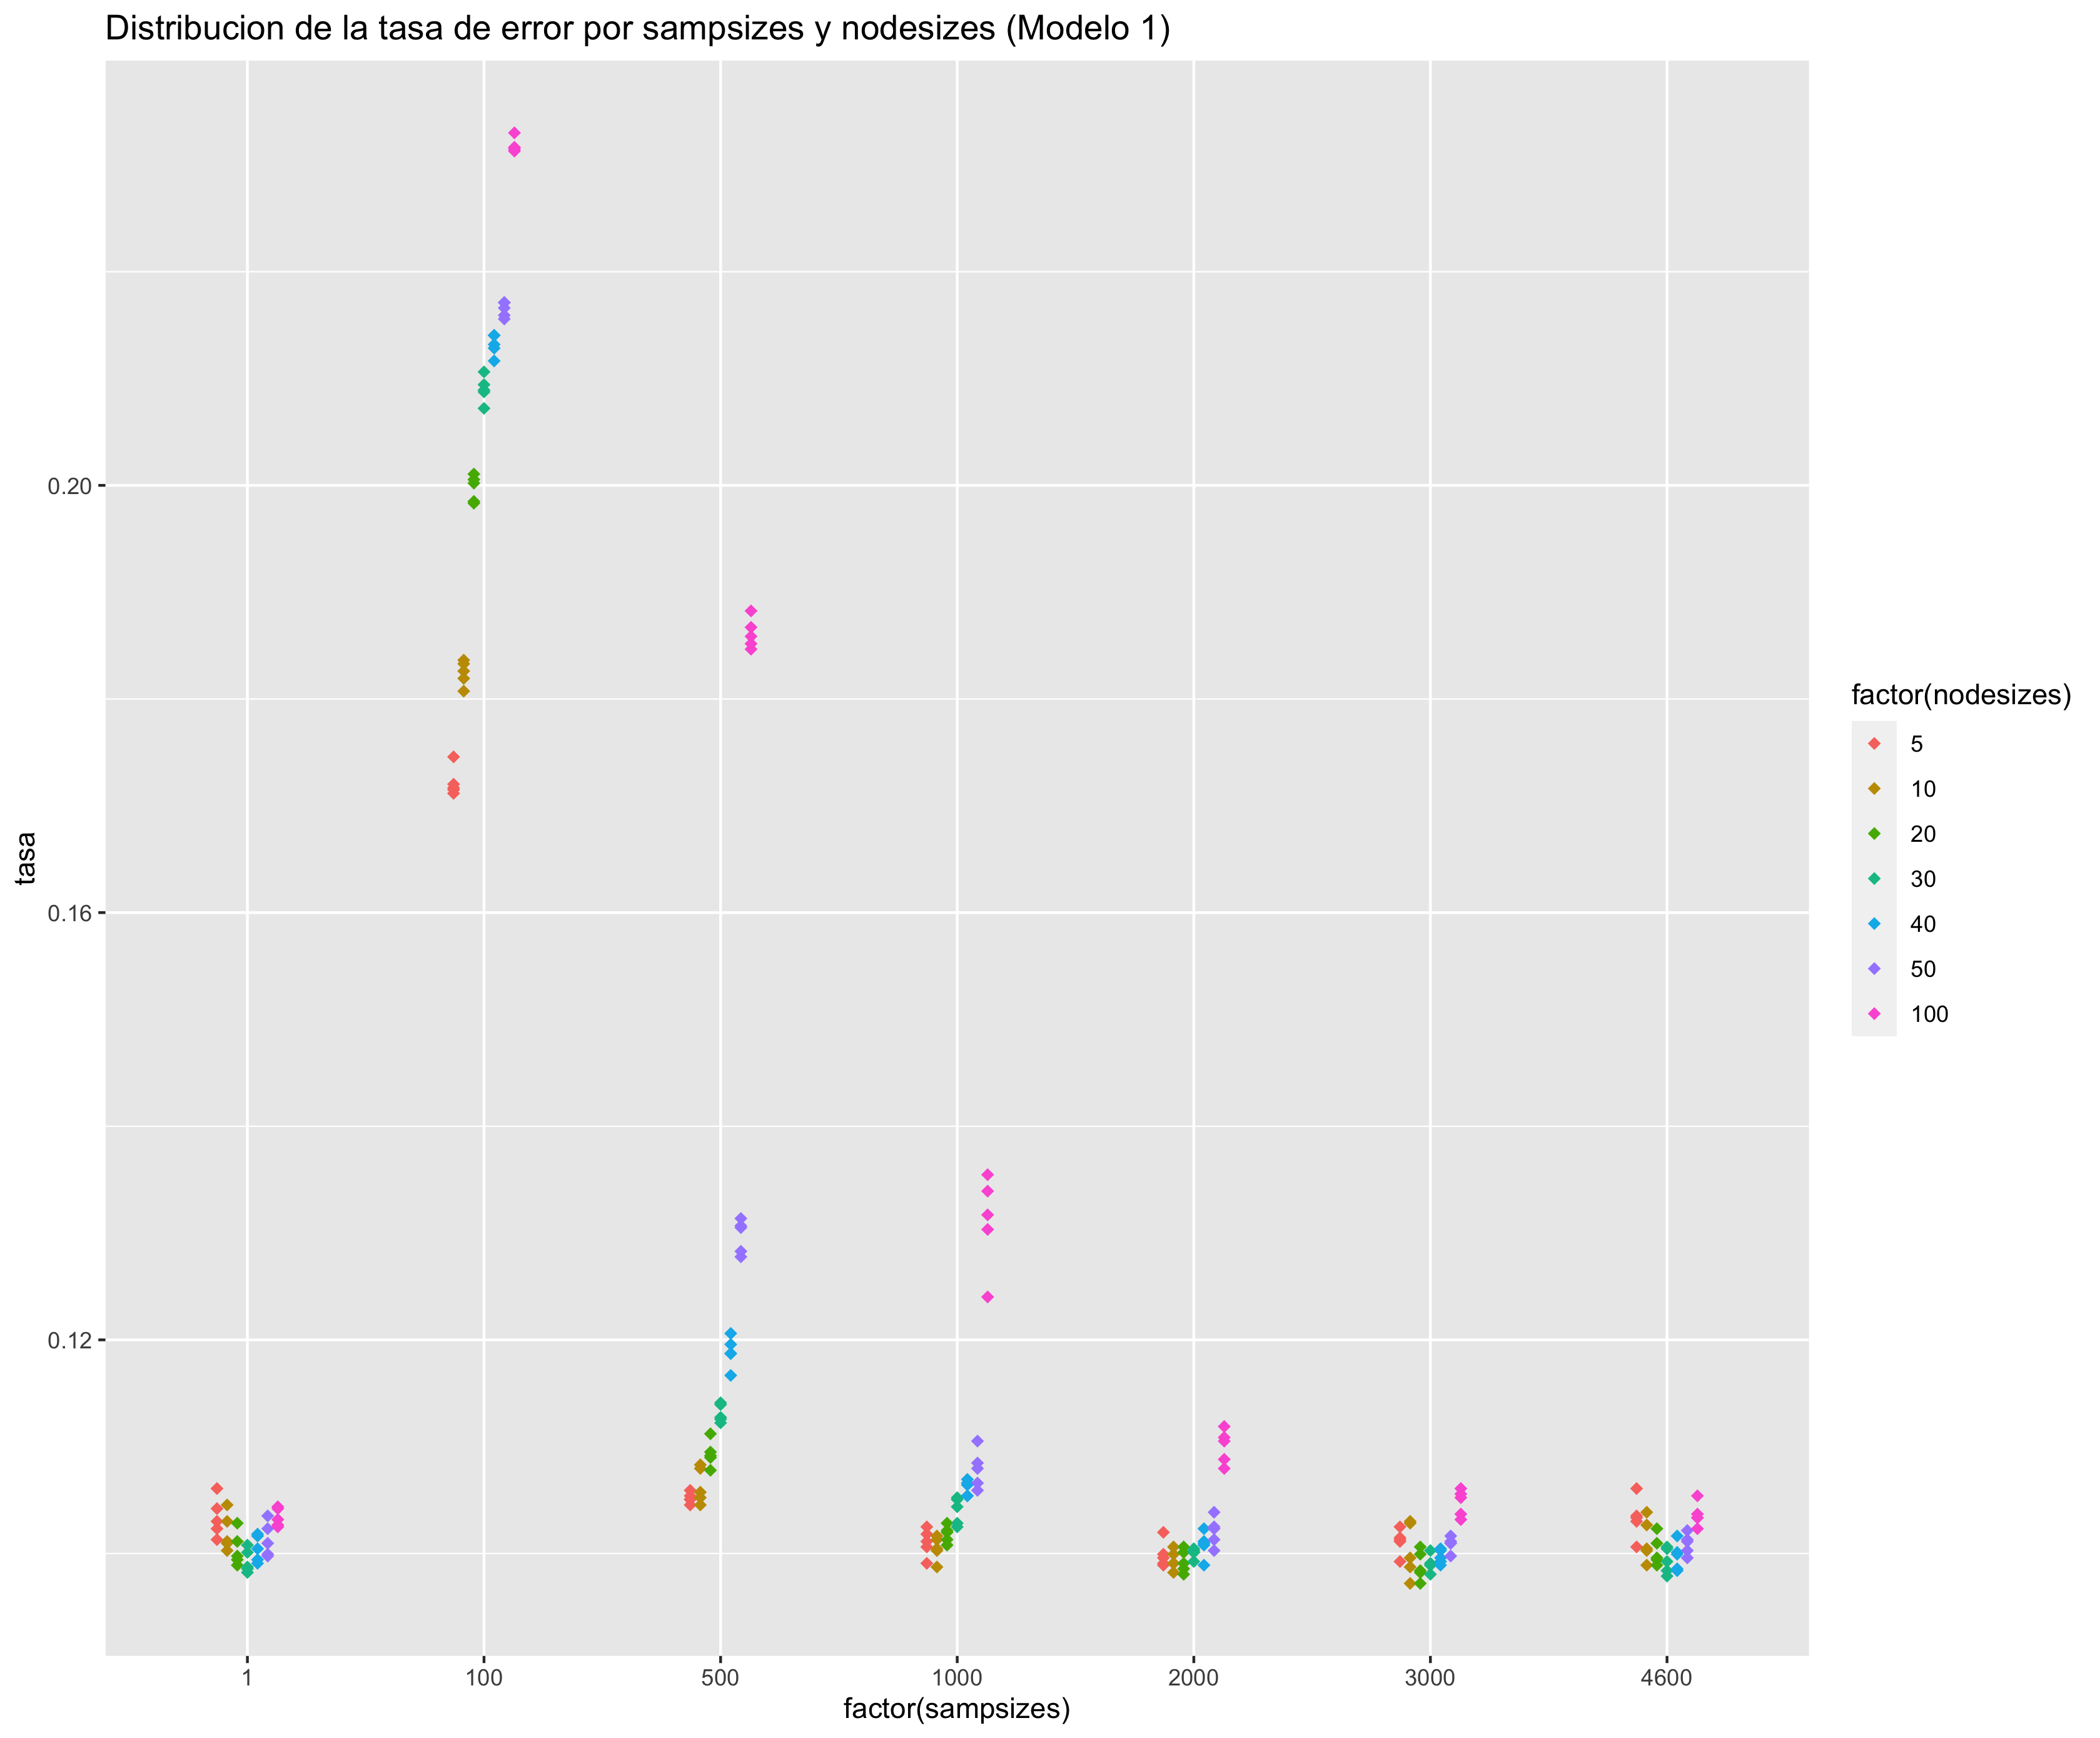 Distribucion de la tasa de error por sampsizes y nodesizes (Modelo 1)
tasa
0.20
0.16
0.12
1 100 500 1000 2000 3000 4600
factor(sampsizes)
factor(nodesizes)
5
10
20
30
40
50
100